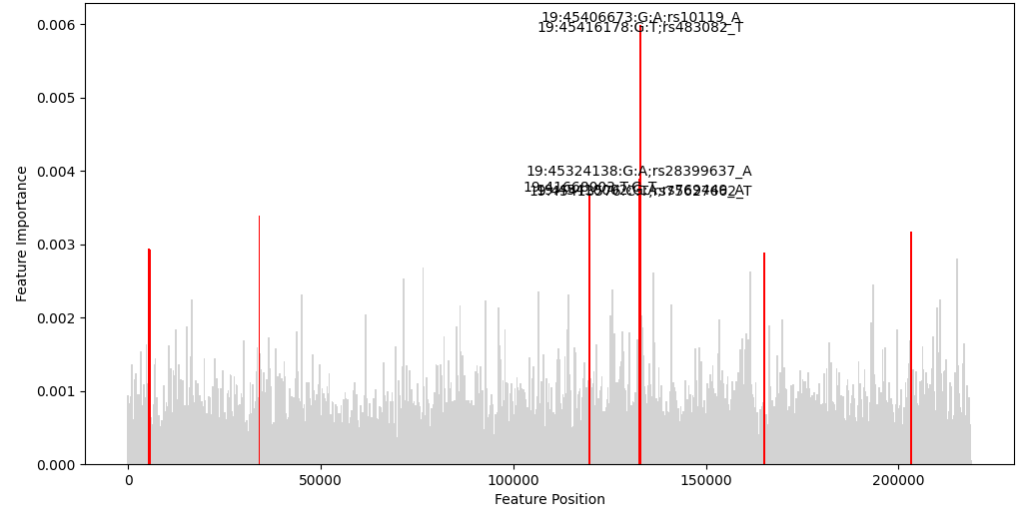 0.006
0.005
0.004
0.003
0.002
0.001
0.000
Feature Importance
19:45406673:G:A;rs10119_A
19:45416178:G:T;rs483082_T
19:45324138:G:A;rs28399637_A
0
50000
100000
150000
200000
Feature Position